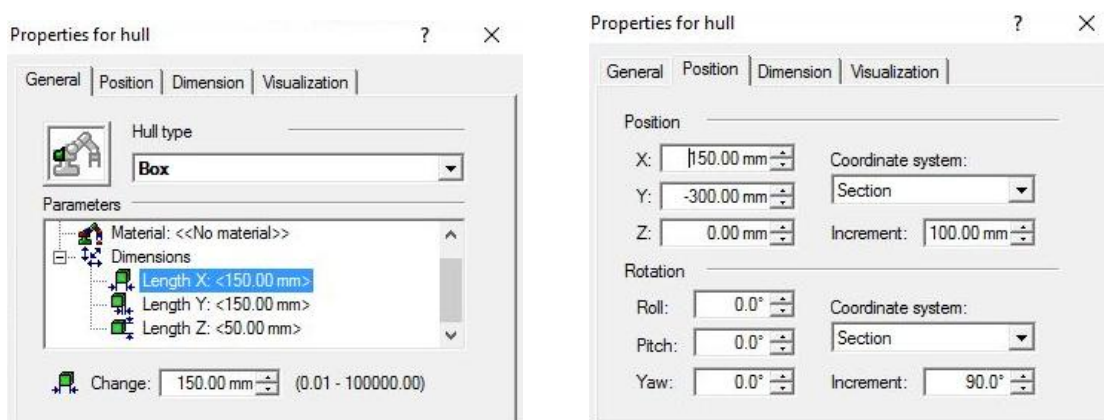 Properties for hull ? ×
General Position Dimension Visualization
Hull type
Box
Parameters
Material: <<No material>>
Dimensions
Length X: <150.00 mm>
Length Y: <150.00 mm>
Length Z: <50.00 mm>
Change: 150.00 mm (0.01 - 100000.00)
Properties for hull ? ×
General Position Dimension Visualization
Position
X: 150.00 mm Coordinate system:
Y: -300.00 mm Section
Z: 0.00 mm Increment: 100.00 mm
Rotation
Roll: 0.0° Coordinate system:
Pitch: 0.0° Section
Yaw: 0.0° Increment: 90.0°